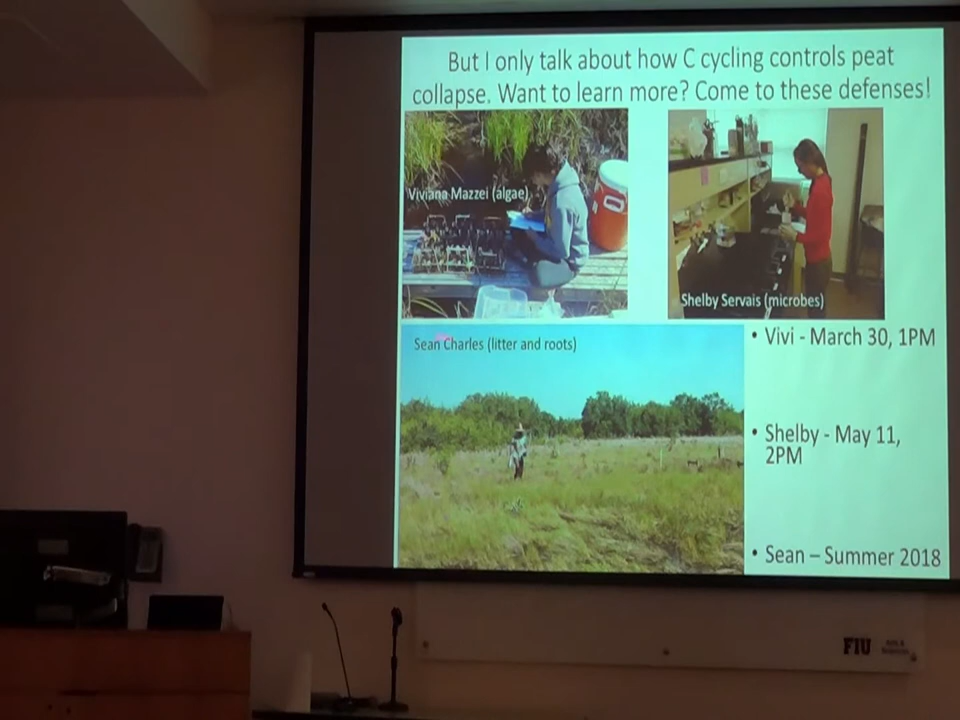 But I only talk about how C cycling controls peat
collapse. Want to learn more? Come to these defenses!
Viviana Mazzei (algae)
Shelby Servais (microbes)
Sean Charles (litter and roots)
• Vivi - March 30, 1PM
• Shelby - May 11,
2PM
• Sean – Summer 2018
FIU